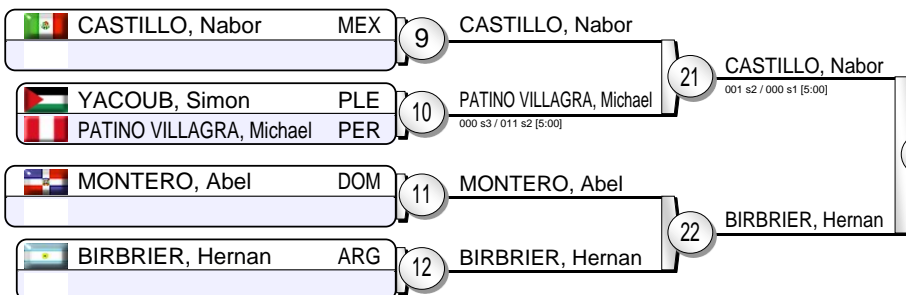 CASTILLO, Nabor MEX
9
CASTILLO, Nabor
21
CASTILLO, Nabor
001 s2 / 000 s1 [5:00]
YACOUB, Simon PLE
PATINO VILLAGRA, Michael PER
10
PATINO VILLAGRA, Michael
000 s3 / 011 s2 [5:00]
MONTERO, Abel DOM
11
MONTERO, Abel
22
BIRBRIER, Hernan
BIRBRIER, Hernan ARG
12
BIRBRIER, Hernan